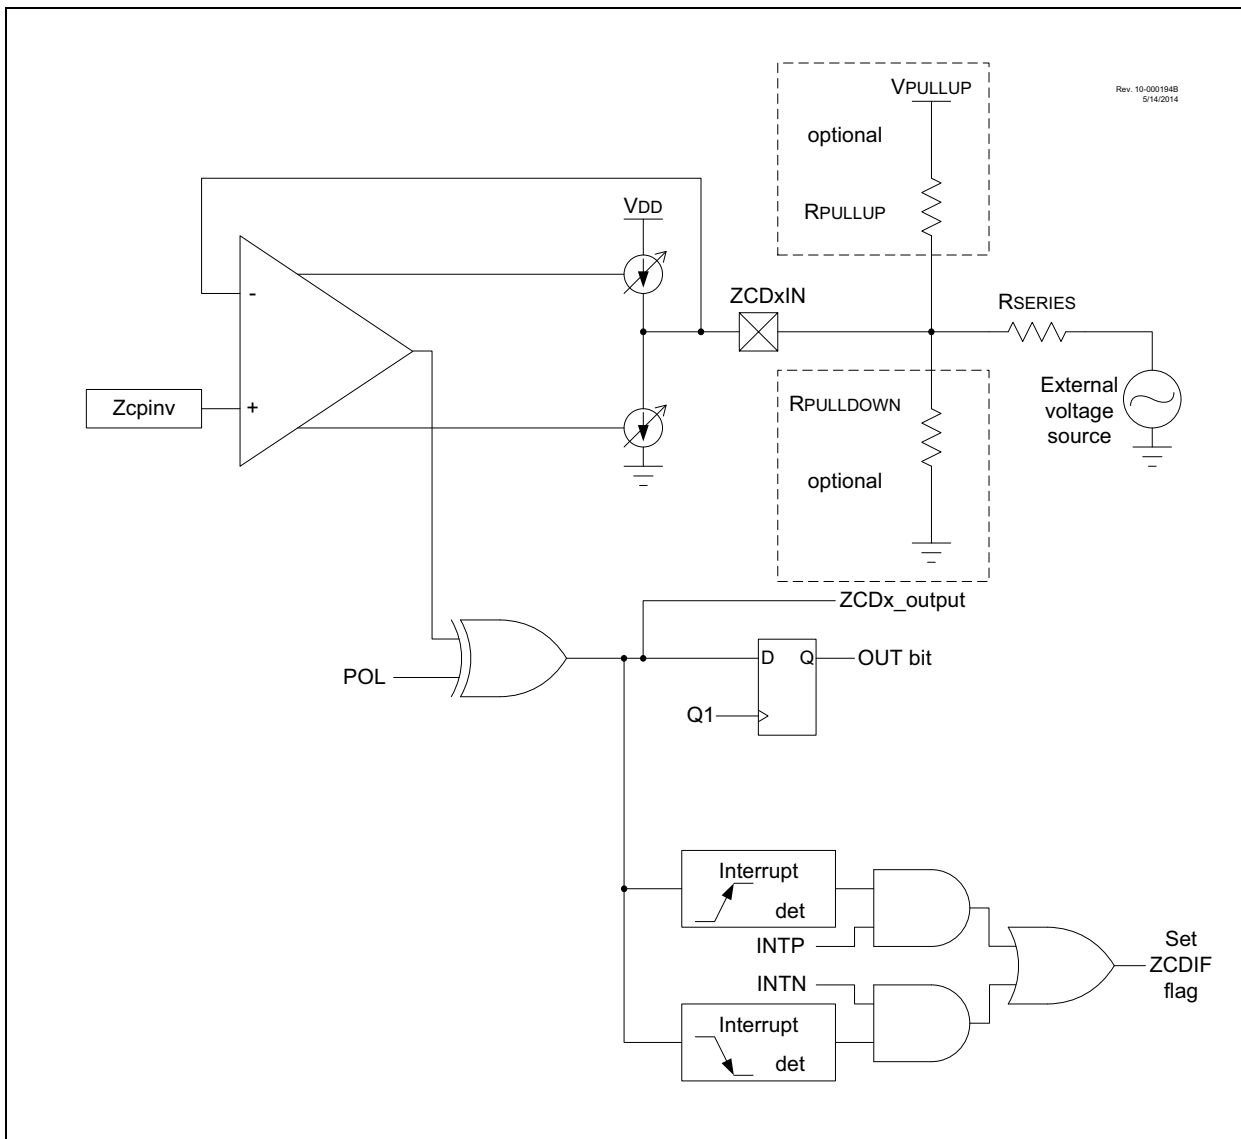 VPULLUP
Rev. 10-000194B
5/14/2014
optional
RPULLUP
VDD
ZCDxIN
RSERIES
-
Zcpinv
+
External
voltage
source
RPULLDOWN
optional
ZCDx_output
POL
D
Q
OUT bit
Q1
Interrupt
det
INTP
INTN
Interrupt
det
Set
ZCDIF
flag